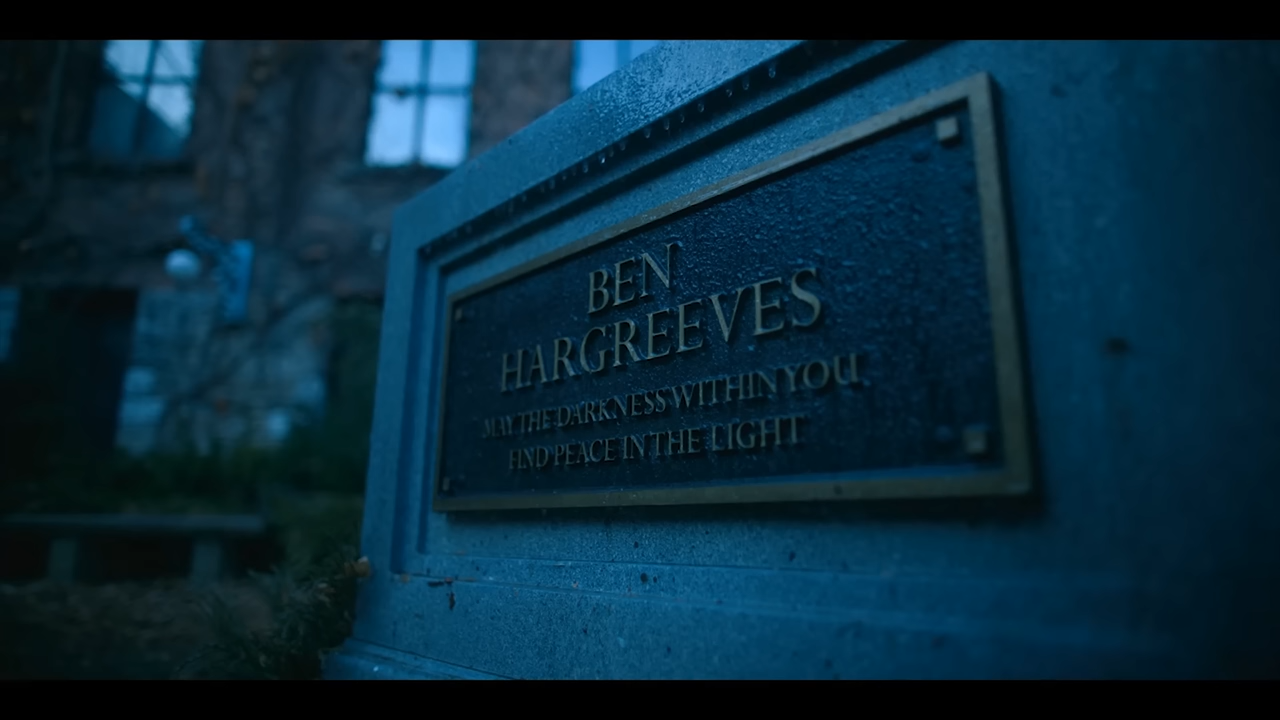 BEN
HARGREEVES
MAY THE DARKNESS WITHIN YOU
FIND PEACE IN THE LIGHT